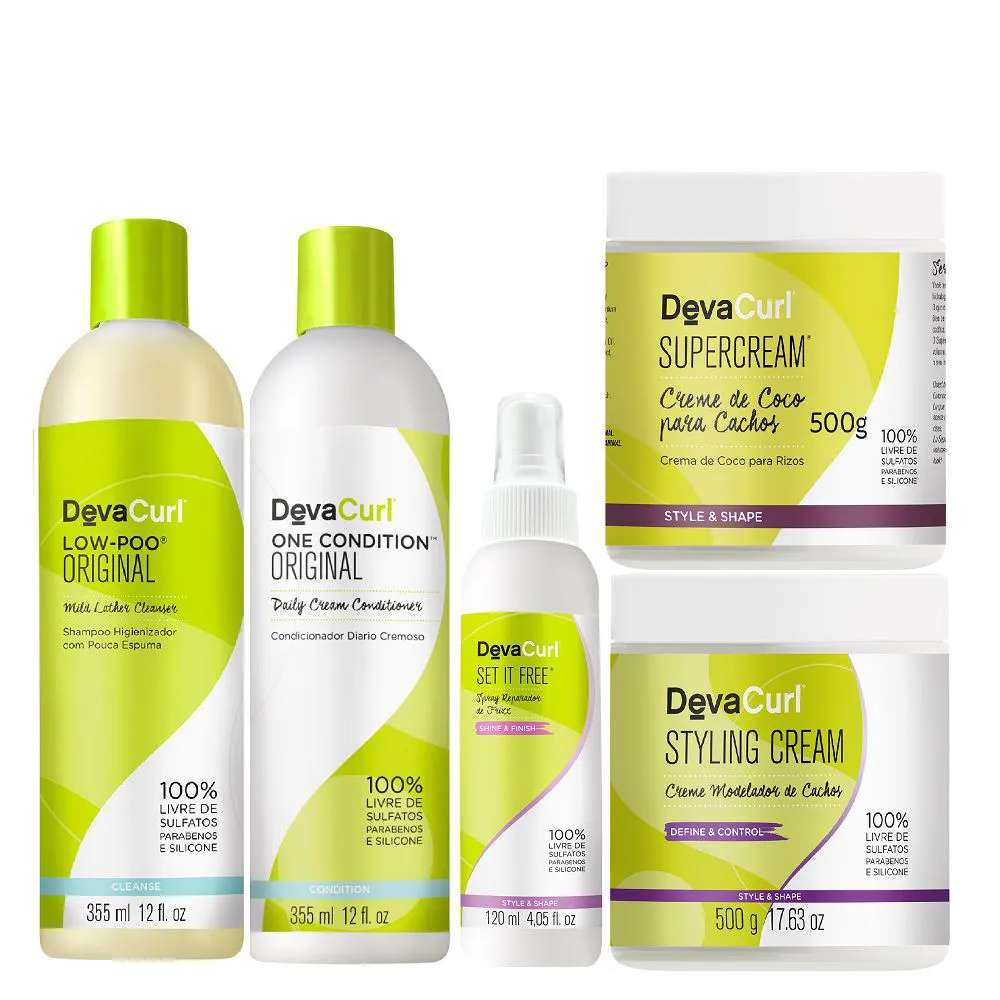 DevaCurl
LOW-POO®
ORIGINAL
Mild Lather Cleanser
Shampoo Higienizador
com Pouca Espuma
100%
LIVRE DE
SULFATOS
PARABENOS
E SILICONE
CLEANSE
355 ml 12 fl. oz
DevaCurl
ONE CONDITION™
ORIGINAL
Daily Cream Conditioner
Condicionador Diario Cremoso
100%
LIVRE DE
SULFATOS
PARABENOS
E SILICONE
CONDITION
355 ml 12 fl. oz
DevaCurl
SET IT FREE®
Spray Reparador
de Frizz
SHINE & FINISH
100%
LIVRE DE
SULFATOS
PARABENOS
E SILICONE
STYLE & SHAPE
120 ml 4,05 fl. oz
DevaCurl
SUPERCREAM®
Creme de Coco
para Cachos
500g
Crema de Coco para Rizos
100%
LIVRE DE
SULFATOS
PARABENOS
E SILICONE
STYLE & SHAPE
DevaCurl
STYLING CREAM
Creme Modelador de Cachos
DEFINE & CONTROL
100%
LIVRE DE
SULFATOS
PARABENOS
E SILICONE
STYLE & SHAPE
500 g 17.63 oz